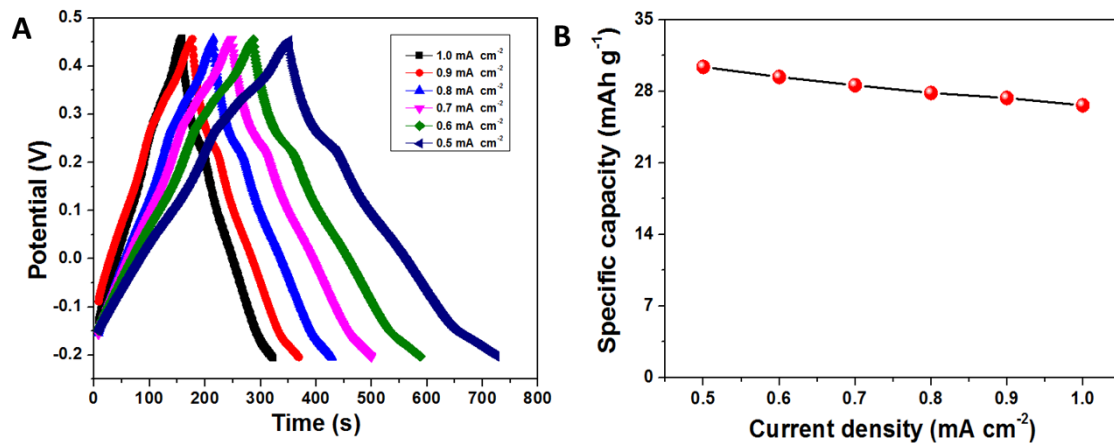 A
0.5
0.4
0.3
0.2
0.1
0.0
-0.1
-0.2
Potential (V)
1.0 mA cm⁻²
0.9 mA cm⁻²
0.8 mA cm⁻²
0.7 mA cm⁻²
0.6 mA cm⁻²
0.5 mA cm⁻²
0 100 200 300 400 500 600 700 800
Time (s)
B
35
28
21
14
7
0
Specific capacity (mAh g⁻¹)
0.5 0.6 0.7 0.8 0.9 1.0
Current density (mA cm⁻²)